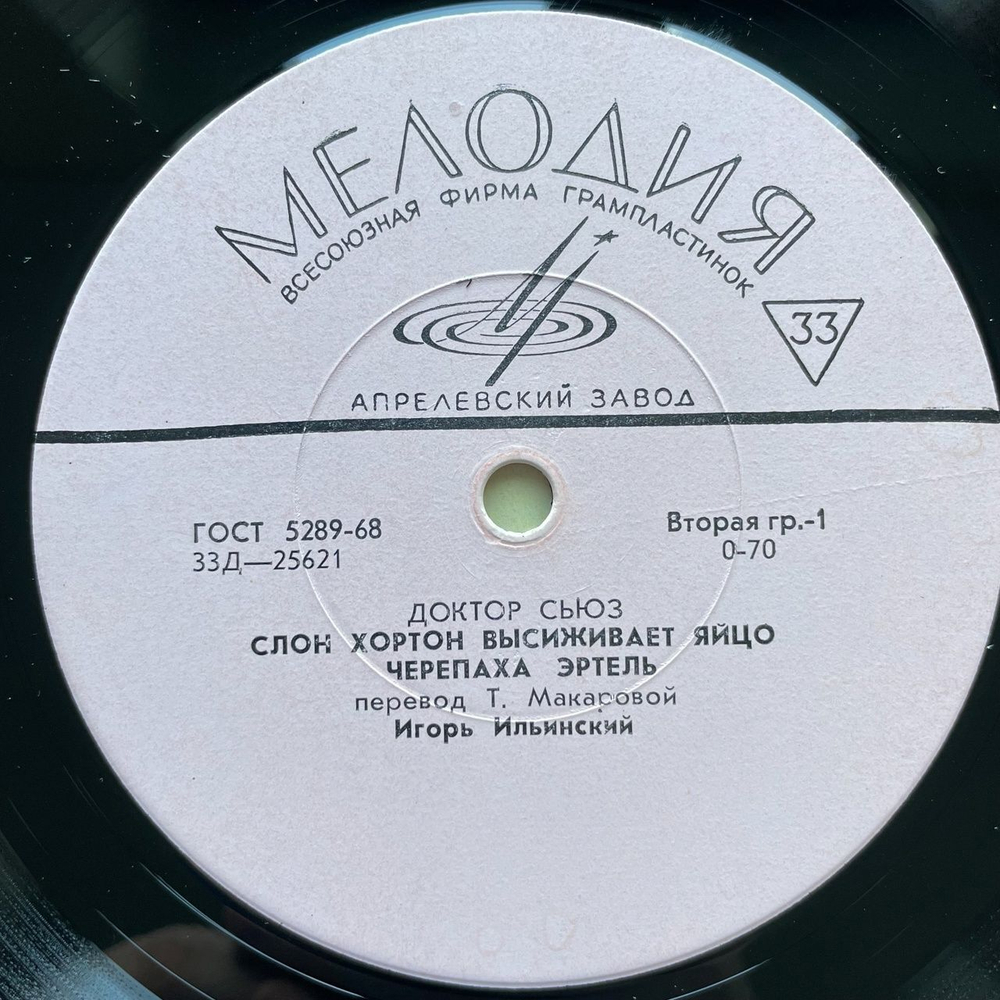 МЕЛОДИЯ
ВСЕСОЮЗНАЯ ФИРМА ГРАМПЛАСТИНОК
33
АПРЕЛЕВСКИЙ ЗАВОД
ГОСТ 5289-68
33Д—25621
Вторая гр.-1
0-70
ДОКТОР СЬЮЗ
СЛОН ХОРТОН ВЫСИЖИВАЕТ ЯЙЦО
ЧЕРЕПАХА ЭРТЕЛЬ
перевод Т. Макаровой
Игорь Ильинский